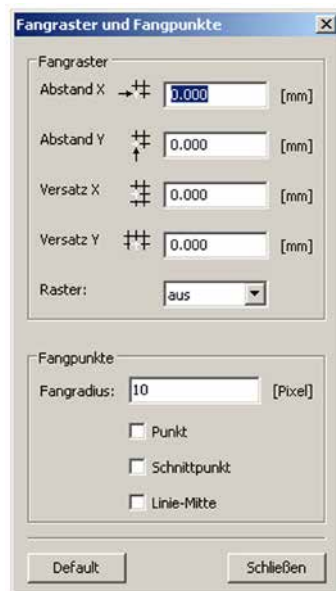 Fangraster und Fangpunkte
Fangraster
Abstand X 0.000 [mm]
Abstand Y 0.000 [mm]
Versatz X 0.000 [mm]
Versatz Y 0.000 [mm]
Raster: aus
Fangpunkte
Fangradius: 10 [Pixel]
Punkt
Schnittpunkt
Linie-Mitte
Default Schließen